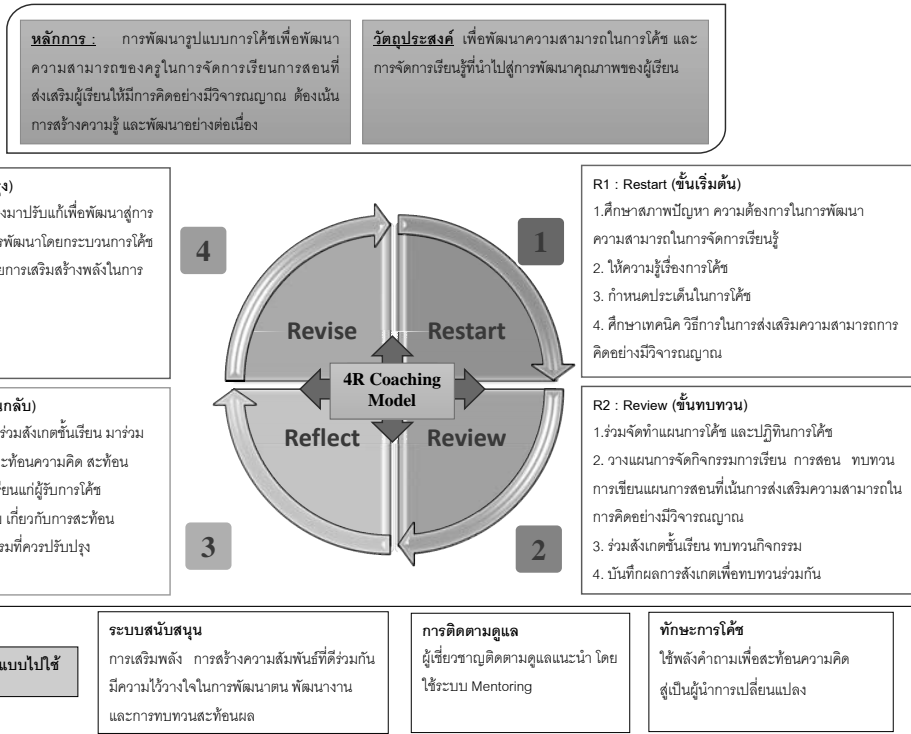 หลักการ : การพัฒนารูปแบบการโค้ชเพื่อพัฒนา
ความสามารถของครูในการจัดการเรียนการสอนที่
ส่งเสริมผู้เรียนให้มีการคิดอย่างมีวิจารณญาณ ต้องเน้น
การสร้างความรู้ และพัฒนาอย่างต่อเนื่อง
วัตถุประสงค์ เพื่อพัฒนาความสามารถในการโค้ช และ
การจัดการเรียนรู้ที่นำไปสู่การพัฒนาคุณภาพของผู้เรียน
R1 : Restart (ขั้นเริ่มต้น)
1.ศึกษาสภาพปัญหา ความต้องการในการพัฒนา
ความสามารถในการจัดการเรียนรู้
2. ให้ความรู้เรื่องการโค้ช
3. กำหนดประเด็นในการโค้ช
4. ศึกษาเทคนิค วิธีการในการส่งเสริมความสามารถการ
คิดอย่างมีวิจารณญาณ
มาปรับแก้เพื่อพัฒนาสู่การ
พัฒนาโดยกระบวนการโค้ช
การเสริมสร้างพลังในการ
4
1
Revise
Restart
4R Coaching
Model
Reflect
Review
3
2
R2 : Review (ขั้นทบทวน)
1.ร่วมจัดทำแผนการโค้ช และปฏิทินการโค้ช
2. วางแผนการจัดกิจกรรมการเรียน การสอน ทบทวน
การเขียนแผนการสอนที่เน้นการส่งเสริมความสามารถใน
การคิดอย่างมีวิจารณญาณ
3. ร่วมสังเกตชั้นเรียน ทบทวนกิจกรรม
4. บันทึกผลการสังเกตเพื่อทบทวนร่วมกัน
กลับ)
ร่วมสังเกตชั้นเรียน มาร่วม
สะท้อนความคิด สะท้อน
เรียนแก่ผู้รับการโค้ช
เกี่ยวกับการสะท้อน
ที่ควรปรับปรุง
แบบไปใช้
ระบบสนับสนุน
การเสริมพลัง การสร้างความสัมพันธ์ที่ดีร่วมกัน
มีความไว้วางใจในการพัฒนาตน พัฒนางาน
และการทบทวนสะท้อนผล
การติดตามดูแล
ผู้เชี่ยวชาญติดตามดูแลแนะนำ โดย
ใช้ระบบ Mentoring
ทักษะการโค้ช
ใช้พลังคำถามเพื่อสะท้อนความคิด
สู่เป็นผู้นำการเปลี่ยนแปลง